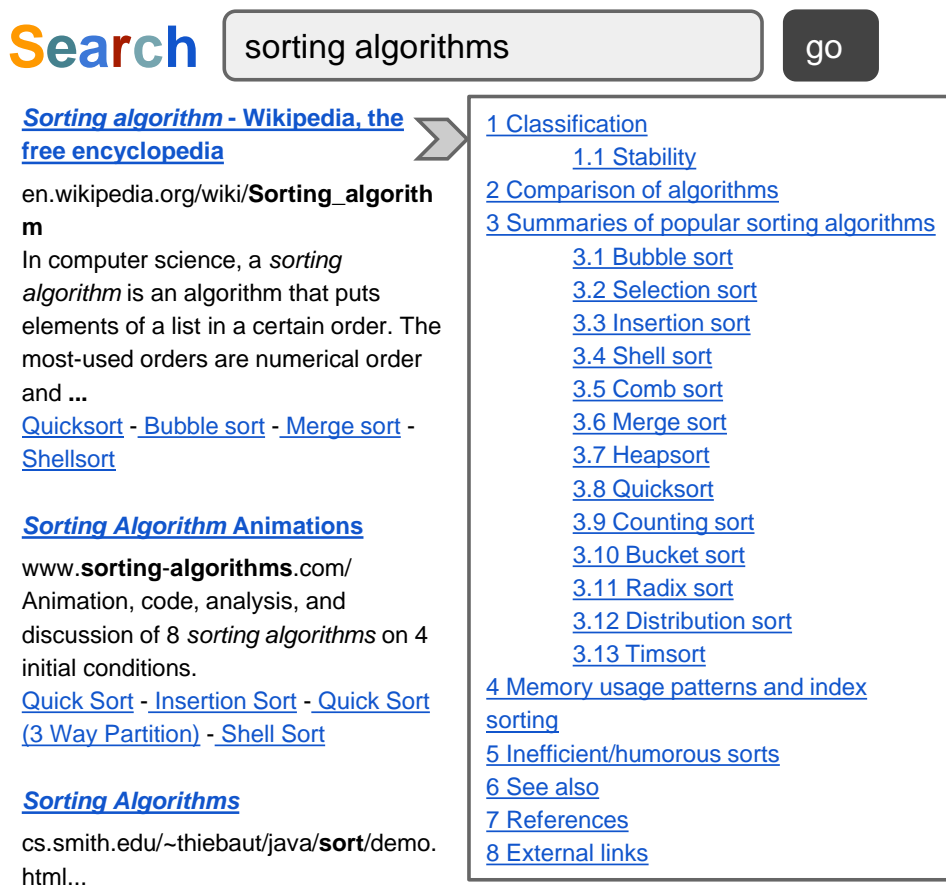 Search sorting algorithms go
Sorting algorithm - Wikipedia, the
free encyclopedia
en.wikipedia.org/wiki/Sorting_algorith
m
In computer science, a sorting
algorithm is an algorithm that puts
elements of a list in a certain order. The
most-used orders are numerical order
and ...
Quicksort - Bubble sort - Merge sort -
Shellsort
Sorting Algorithm Animations
www.sorting-algorithms.com/
Animation, code, analysis, and
discussion of 8 sorting algorithms on 4
initial conditions.
Quick Sort - Insertion Sort - Quick Sort
(3 Way Partition) - Shell Sort
Sorting Algorithms
cs.smith.edu/~thiebaut/java/sort/demo.
html...
1 Classification
1.1 Stability
2 Comparison of algorithms
3 Summaries of popular sorting algorithms
3.1 Bubble sort
3.2 Selection sort
3.3 Insertion sort
3.4 Shell sort
3.5 Comb sort
3.6 Merge sort
3.7 Heapsort
3.8 Quicksort
3.9 Counting sort
3.10 Bucket sort
3.11 Radix sort
3.12 Distribution sort
3.13 Timsort
4 Memory usage patterns and index
sorting
5 Inefficient/humorous sorts
6 See also
7 References
8 External links